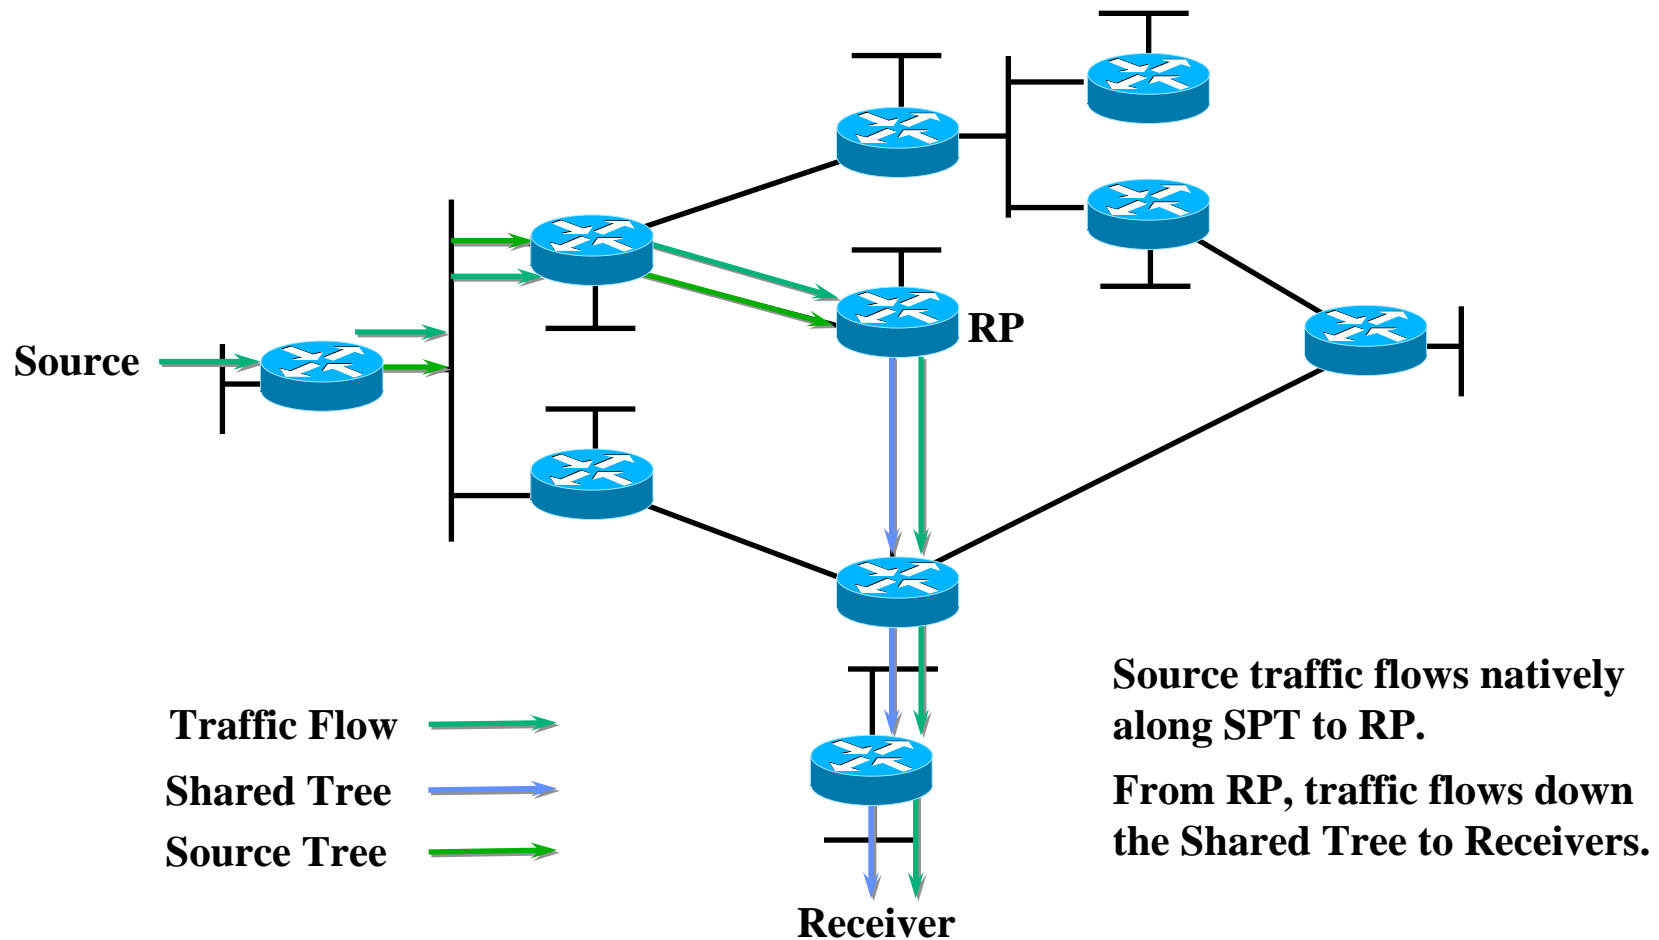 RP
Source
Source traffic flows natively
along SPT to RP.
From RP, traffic flows down
the Shared Tree to Receivers.
Traffic Flow
Shared Tree
Source Tree
Receiver